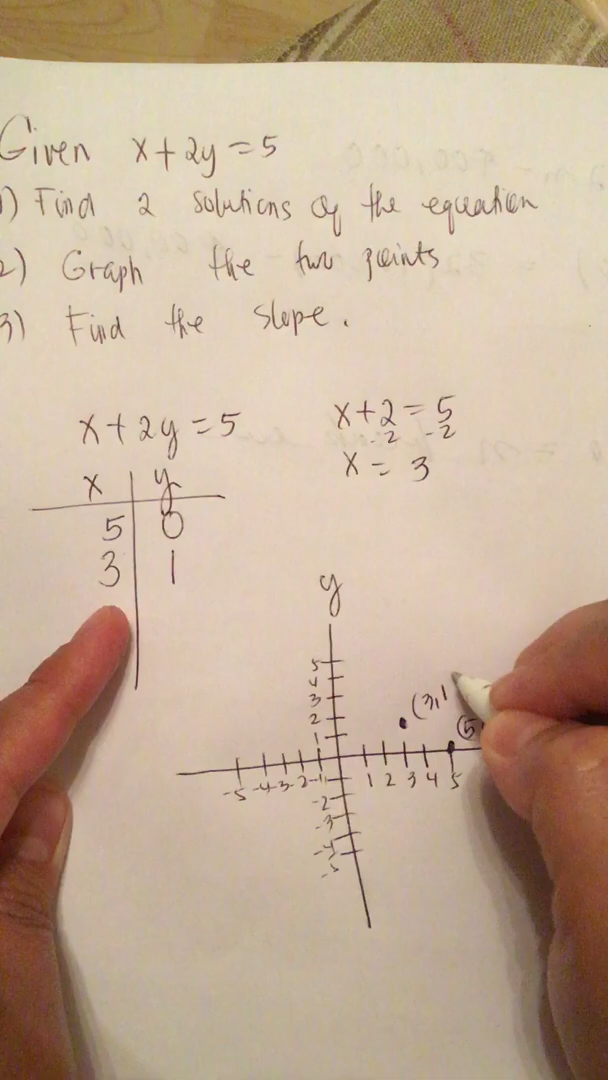 Given x+2y=5
1) Find 2 solutions of the equation
2) Graph the two points
3) Find the slope.
x+2y=5
x+2=5
-2 -2
x=3
x y
5 0
3 1
y
5
4
3
2
1
(3,1
(5,
-5 -4 -3 -2 -1 1 2 3 4 5
-2
-3
-4
-5